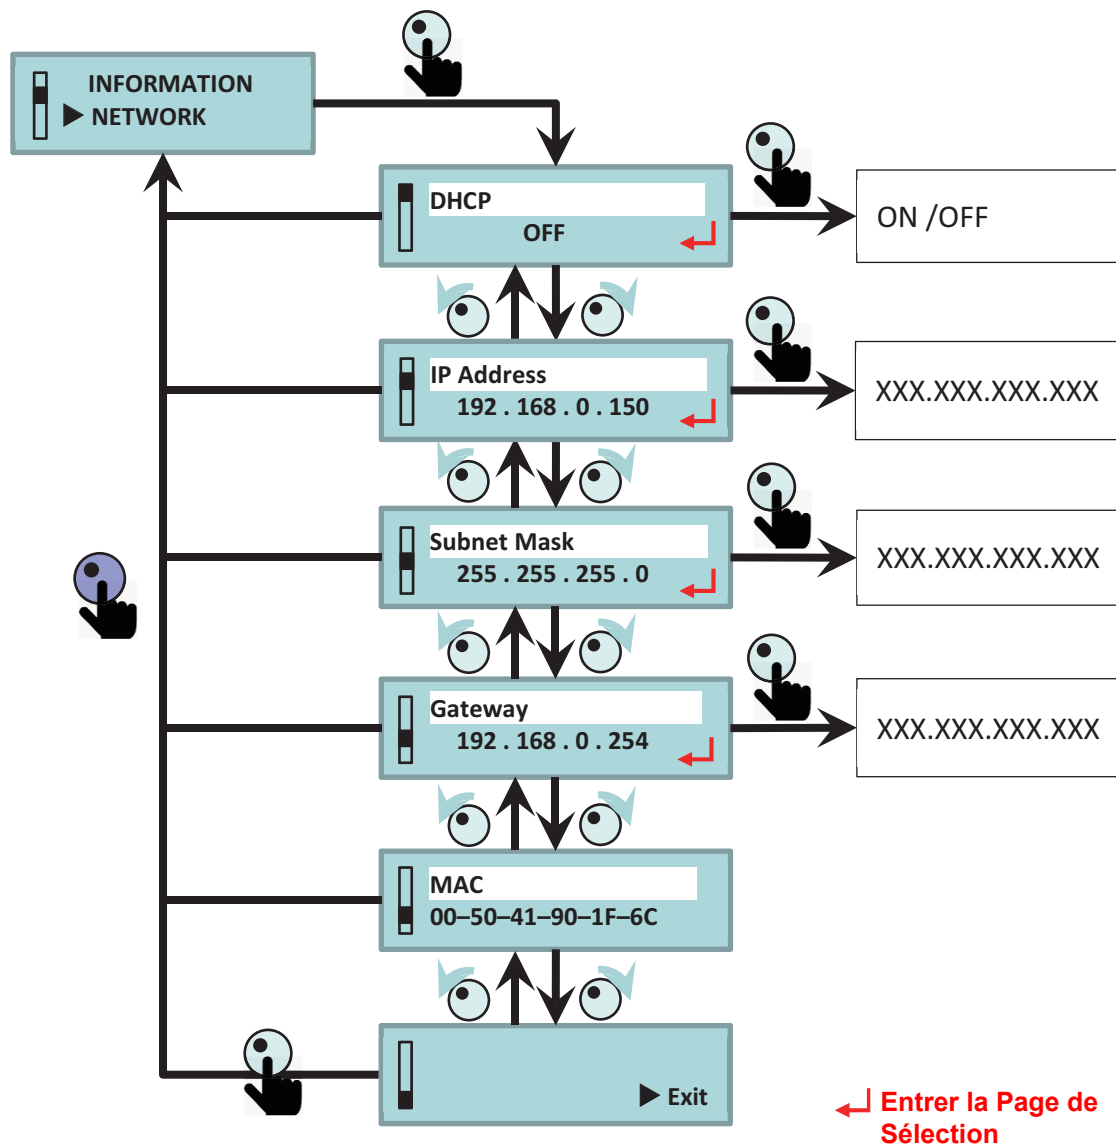 INFORMATION
▶ NETWORK
DHCP
OFF
ON /OFF
IP Address
192 . 168 . 0 . 150
XXX.XXX.XXX.XXX
Subnet Mask
255 . 255 . 255 . 0
XXX.XXX.XXX.XXX
Gateway
192 . 168 . 0 . 254
XXX.XXX.XXX.XXX
MAC
00–50–41–90–1F–6C
▶ Exit
Entrer la Page de
Sélection